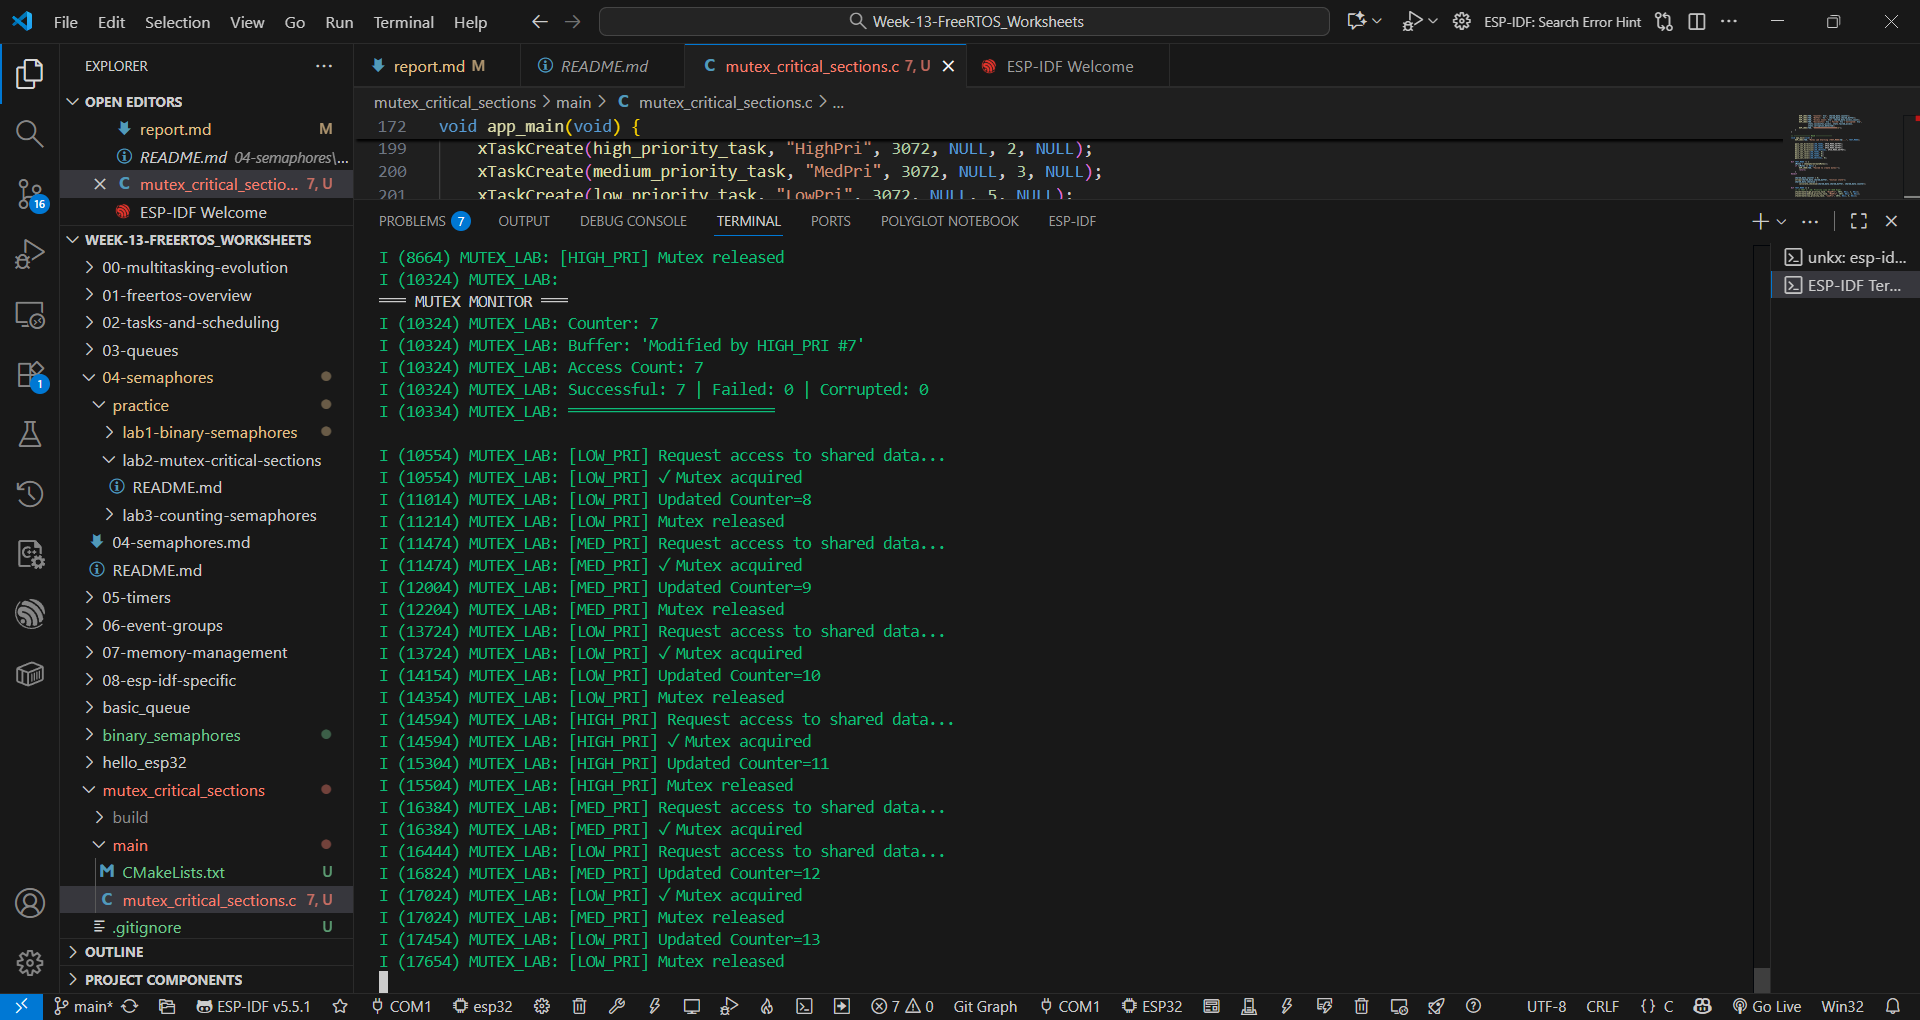 File Edit Selection View Go Run Terminal Help
Week-13-FreeRTOS_Worksheets
ESP-IDF: Search Error Hint
EXPLORER
OPEN EDITORS
report.md M
README.md 04-semaphores\...
mutex_critical_sectio... 7, U
ESP-IDF Welcome
WEEK-13-FREERTOS_WORKSHEETS
00-multitasking-evolution
01-freertos-overview
02-tasks-and-scheduling
03-queues
04-semaphores
practice
lab1-binary-semaphores
lab2-mutex-critical-sections
README.md
lab3-counting-semaphores
04-semaphores.md
README.md
05-timers
06-event-groups
07-memory-management
08-esp-idf-specific
basic_queue
binary_semaphores
hello_esp32
mutex_critical_sections
build
main
CMakeLists.txt U
mutex_critical_sections.c 7, U
.gitignore U
OUTLINE
PROJECT COMPONENTS
16
1
report.md M README.md mutex_critical_sections.c 7, U ESP-IDF Welcome
mutex_critical_sections > main > C mutex_critical_sections.c > ...
172 void app_main(void) {
199 xTaskCreate(high_priority_task, "HighPri", 3072, NULL, 2, NULL);
200 xTaskCreate(medium_priority_task, "MedPri", 3072, NULL, 3, NULL);
201 xTaskCreate(low_priority_task, "LowPri", 3072, NULL, 5, NULL);
PROBLEMS 7 OUTPUT DEBUG CONSOLE TERMINAL PORTS POLYGLOT NOTEBOOK ESP-IDF
I (8664) MUTEX_LAB: [HIGH_PRI] Mutex released
I (10324) MUTEX_LAB:
═══ MUTEX MONITOR ═══
I (10324) MUTEX_LAB: Counter: 7
I (10324) MUTEX_LAB: Buffer: 'Modified by HIGH_PRI #7'
I (10324) MUTEX_LAB: Access Count: 7
I (10324) MUTEX_LAB: Successful: 7 | Failed: 0 | Corrupted: 0
I (10334) MUTEX_LAB: ═══════════════════════
I (10554) MUTEX_LAB: [LOW_PRI] Request access to shared data...
I (10554) MUTEX_LAB: [LOW_PRI] ✓ Mutex acquired
I (11014) MUTEX_LAB: [LOW_PRI] Updated Counter=8
I (11214) MUTEX_LAB: [LOW_PRI] Mutex released
I (11474) MUTEX_LAB: [MED_PRI] Request access to shared data...
I (11474) MUTEX_LAB: [MED_PRI] ✓ Mutex acquired
I (12004) MUTEX_LAB: [MED_PRI] Updated Counter=9
I (12204) MUTEX_LAB: [MED_PRI] Mutex released
I (13724) MUTEX_LAB: [LOW_PRI] Request access to shared data...
I (13724) MUTEX_LAB: [LOW_PRI] ✓ Mutex acquired
I (14154) MUTEX_LAB: [LOW_PRI] Updated Counter=10
I (14354) MUTEX_LAB: [LOW_PRI] Mutex released
I (14594) MUTEX_LAB: [HIGH_PRI] Request access to shared data...
I (14594) MUTEX_LAB: [HIGH_PRI] ✓ Mutex acquired
I (15304) MUTEX_LAB: [HIGH_PRI] Updated Counter=11
I (15504) MUTEX_LAB: [HIGH_PRI] Mutex released
I (16384) MUTEX_LAB: [MED_PRI] Request access to shared data...
I (16384) MUTEX_LAB: [MED_PRI] ✓ Mutex acquired
I (16444) MUTEX_LAB: [LOW_PRI] Request access to shared data...
I (16824) MUTEX_LAB: [MED_PRI] Updated Counter=12
I (17024) MUTEX_LAB: [LOW_PRI] ✓ Mutex acquired
I (17024) MUTEX_LAB: [MED_PRI] Mutex released
I (17454) MUTEX_LAB: [LOW_PRI] Updated Counter=13
I (17654) MUTEX_LAB: [LOW_PRI] Mutex released
unkx: esp-id...
ESP-IDF Ter...
main* ESP-IDF v5.5.1 COM1 esp32 7 0 Git Graph COM1 ESP32 UTF-8 CRLF {} C Go Live Win32